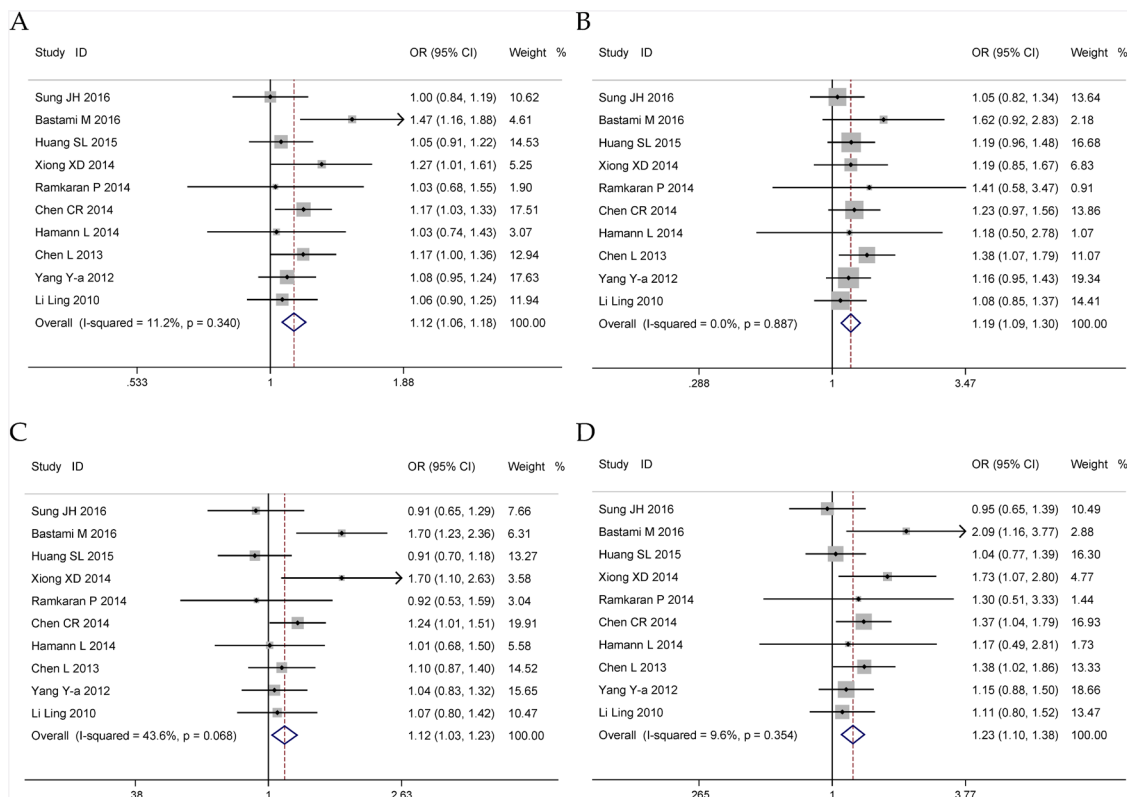 A
Study ID OR (95% CI) Weight %
Sung JH 2016 1.00 (0.84, 1.19) 10.62
Bastami M 2016 1.47 (1.16, 1.88) 4.61
Huang SL 2015 1.05 (0.91, 1.22) 14.53
Xiong XD 2014 1.27 (1.01, 1.61) 5.25
Ramkaran P 2014 1.03 (0.68, 1.55) 1.90
Chen CR 2014 1.17 (1.03, 1.33) 17.51
Hamann L 2014 1.03 (0.74, 1.43) 3.07
Chen L 2013 1.17 (1.00, 1.36) 12.94
Yang Y-a 2012 1.08 (0.95, 1.24) 17.63
Li Ling 2010 1.06 (0.90, 1.25) 11.94
Overall (I-squared = 11.2%, p = 0.340) 1.12 (1.06, 1.18) 100.00
.533 1 1.88
B
Study ID OR (95% CI) Weight %
Sung JH 2016 1.05 (0.82, 1.34) 13.64
Bastami M 2016 1.62 (0.92, 2.83) 2.18
Huang SL 2015 1.19 (0.96, 1.48) 16.68
Xiong XD 2014 1.19 (0.85, 1.67) 6.83
Ramkaran P 2014 1.41 (0.58, 3.47) 0.91
Chen CR 2014 1.23 (0.97, 1.56) 13.86
Hamann L 2014 1.18 (0.50, 2.78) 1.07
Chen L 2013 1.38 (1.07, 1.79) 11.07
Yang Y-a 2012 1.16 (0.95, 1.43) 19.34
Li Ling 2010 1.08 (0.85, 1.37) 14.41
Overall (I-squared = 0.0%, p = 0.887) 1.19 (1.09, 1.30) 100.00
.288 1 3.47
C
Study ID OR (95% CI) Weight %
Sung JH 2016 0.91 (0.65, 1.29) 7.66
Bastami M 2016 1.70 (1.23, 2.36) 6.31
Huang SL 2015 0.91 (0.70, 1.18) 13.27
Xiong XD 2014 1.70 (1.10, 2.63) 3.58
Ramkaran P 2014 0.92 (0.53, 1.59) 3.04
Chen CR 2014 1.24 (1.01, 1.51) 19.91
Hamann L 2014 1.01 (0.68, 1.50) 5.58
Chen L 2013 1.10 (0.87, 1.40) 14.52
Yang Y-a 2012 1.04 (0.83, 1.32) 15.65
Li Ling 2010 1.07 (0.80, 1.42) 10.47
Overall (I-squared = 43.6%, p = 0.068) 1.12 (1.03, 1.23) 100.00
.38 1 2.63
D
Study ID OR (95% CI) Weight %
Sung JH 2016 0.95 (0.65, 1.39) 10.49
Bastami M 2016 2.09 (1.16, 3.77) 2.88
Huang SL 2015 1.04 (0.77, 1.39) 16.30
Xiong XD 2014 1.73 (1.07, 2.80) 4.77
Ramkaran P 2014 1.30 (0.51, 3.33) 1.44
Chen CR 2014 1.37 (1.04, 1.79) 16.93
Hamann L 2014 1.17 (0.49, 2.81) 1.73
Chen L 2013 1.38 (1.02, 1.86) 13.33
Yang Y-a 2012 1.15 (0.88, 1.50) 18.66
Li Ling 2010 1.11 (0.80, 1.52) 13.47
Overall (I-squared = 9.6%, p = 0.354) 1.23 (1.10, 1.38) 100.00
.265 1 3.77